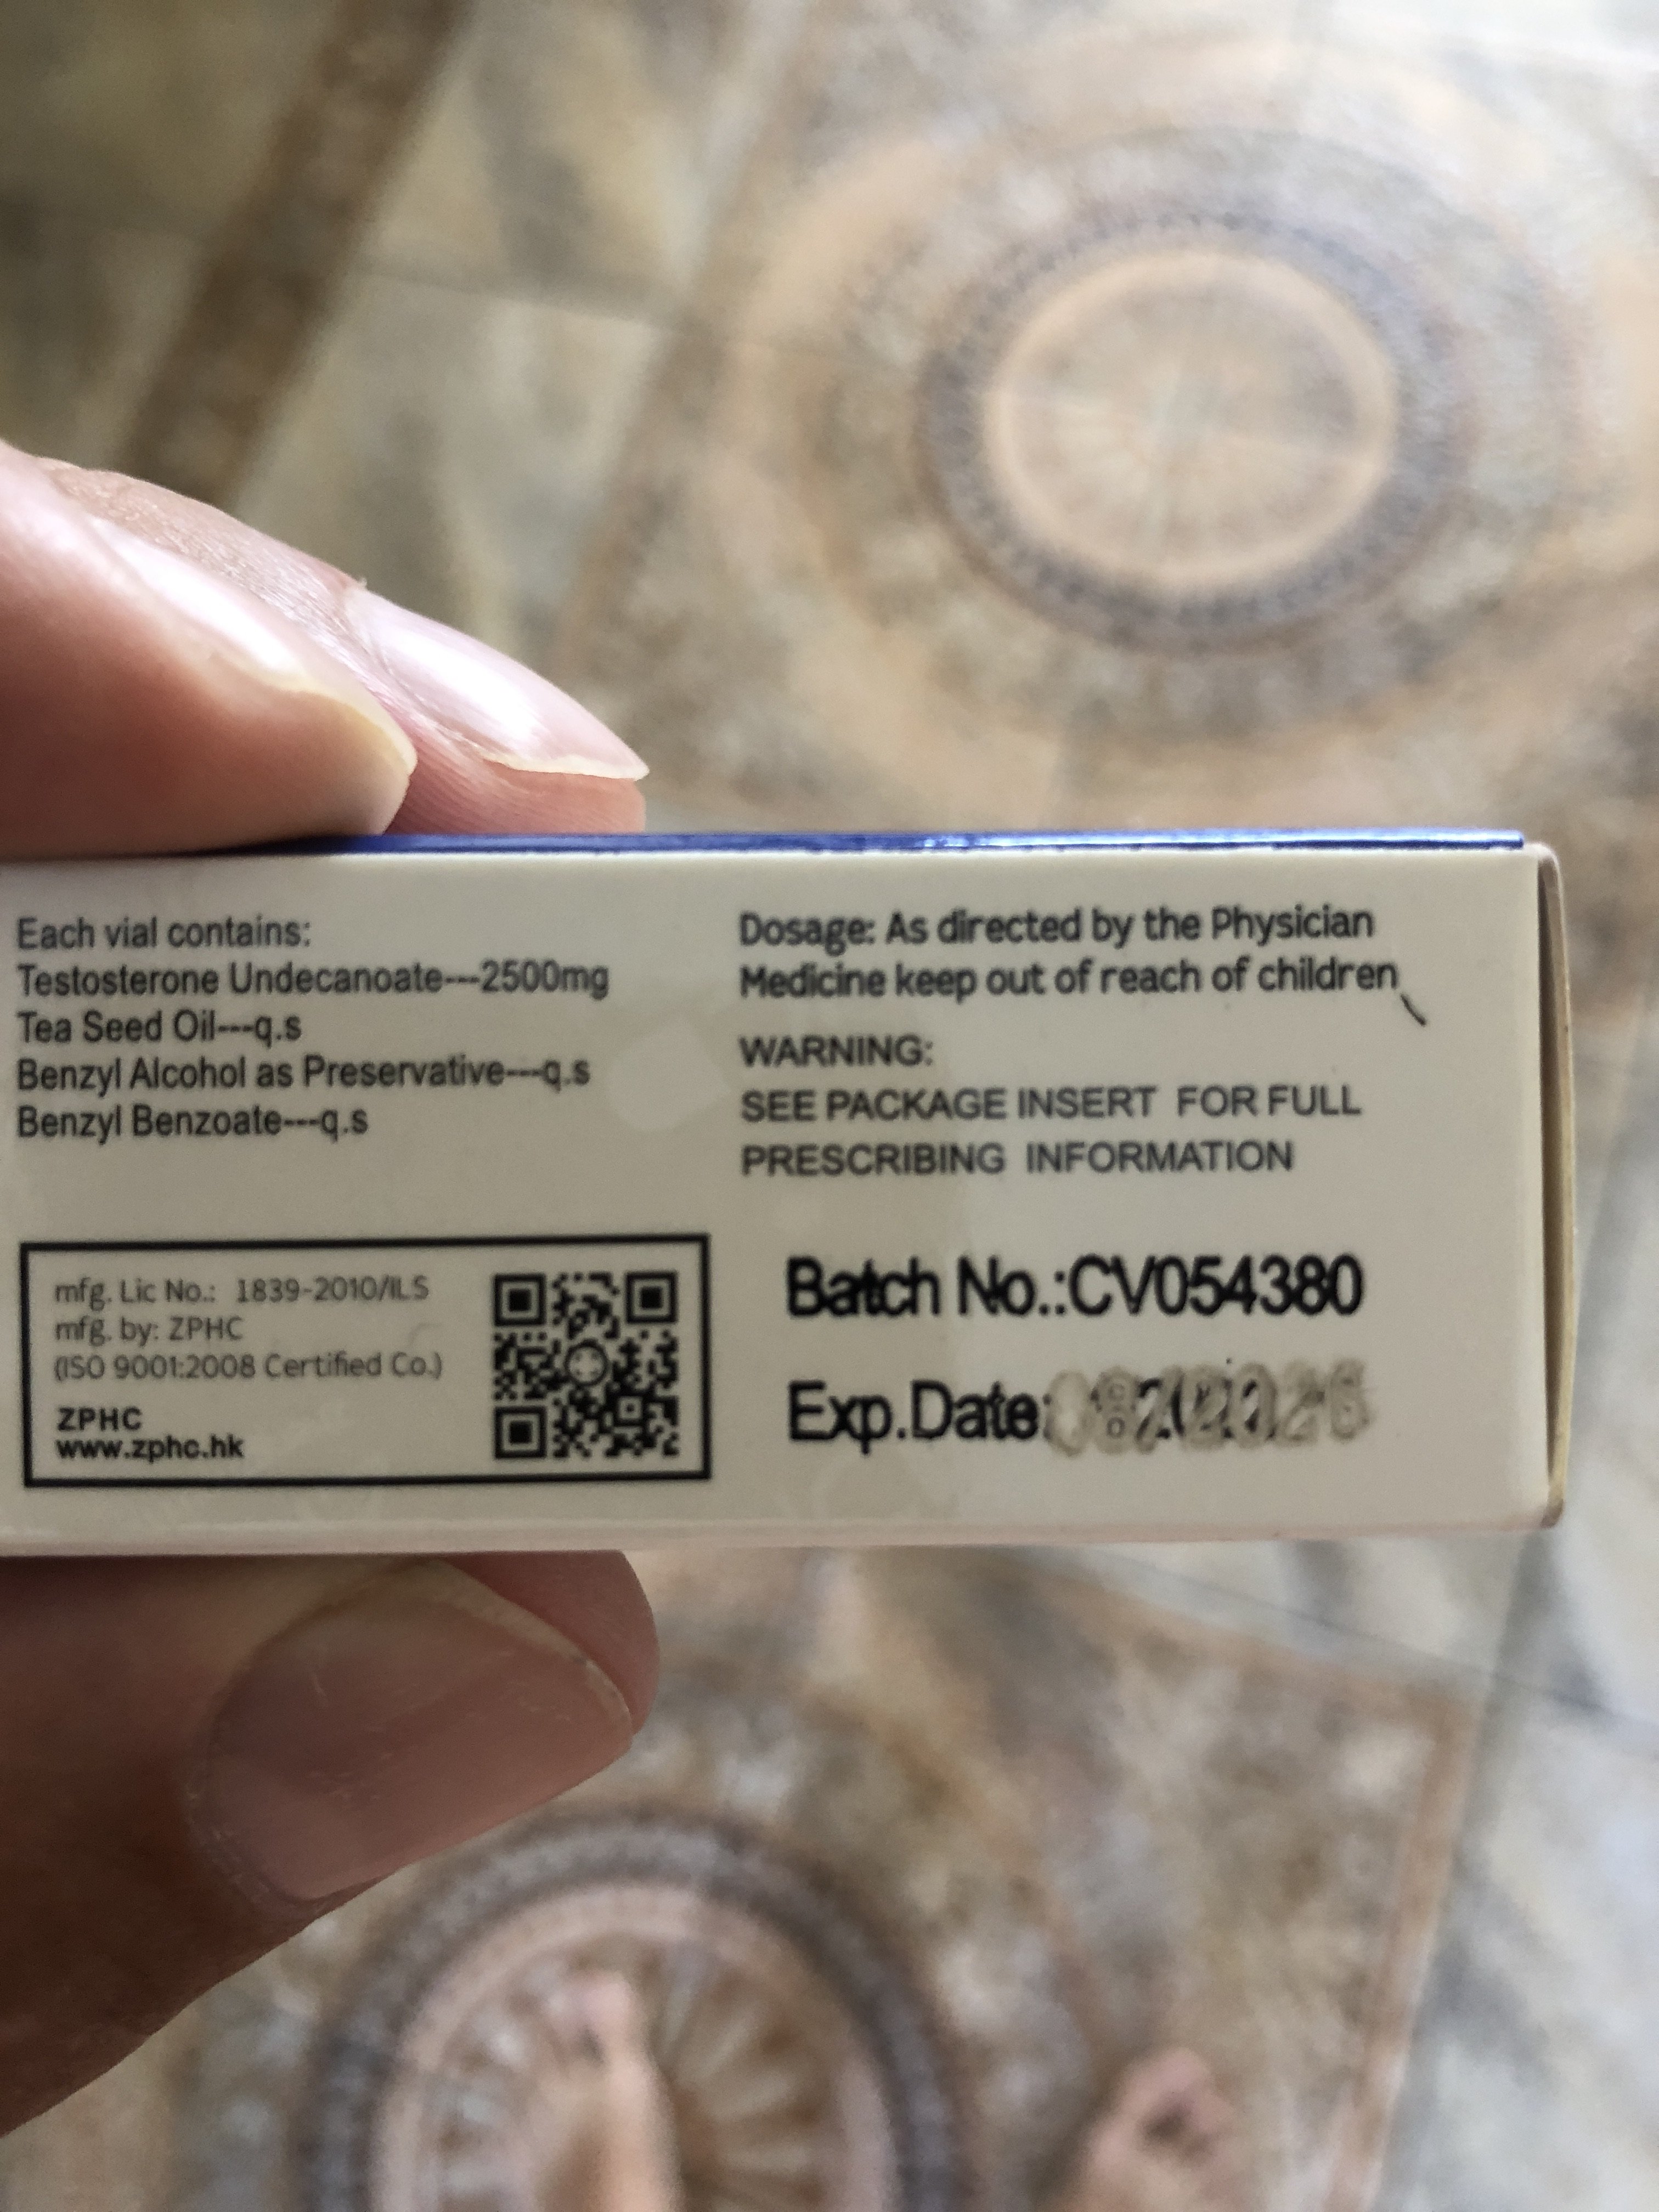 Each vial contains:
Testosterone Undecanoate---2500mg
Tea Seed Oil---q.s
Benzyl Alcohol as Preservative---q.s
Benzyl Benzoate---q.s
Dosage: As directed by the Physician
Medicine keep out of reach of children
WARNING:
SEE PACKAGE INSERT FOR FULL
PRESCRIBING INFORMATION
mfg. Lic No.: 1839-2010/ILS
mfg. by: ZPHC
(ISO 9001:2008 Certified Co.)
ZPHC
www.zphc.hk
Batch No.:CV054380
Exp.Date: